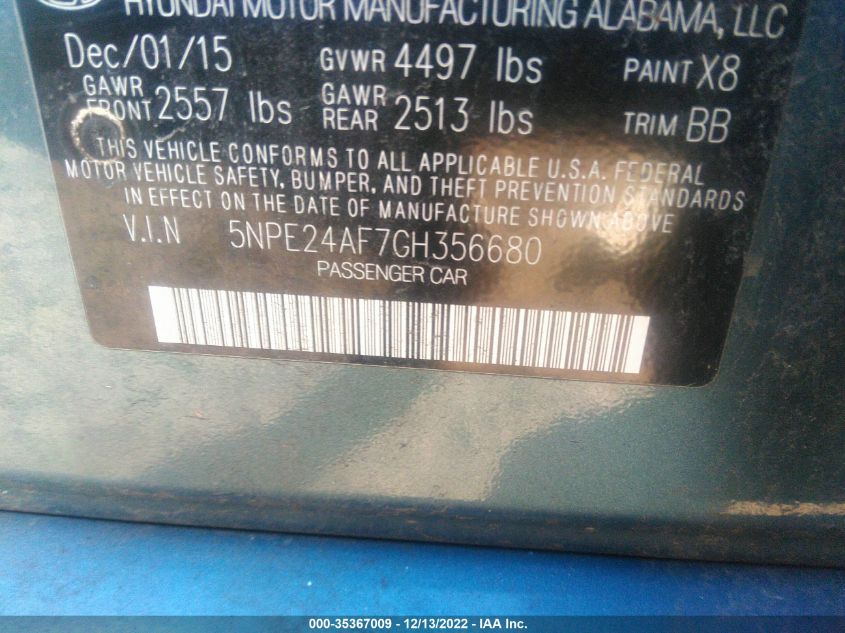 HYUNDAI MOTOR MANUFACTURING ALABAMA, LLC
Dec/01/15 GVWR 4497 lbs PAINT X8
GAWR FRONT 2557 lbs GAWR REAR 2513 lbs TRIM BB
THIS VEHICLE CONFORMS TO ALL APPLICABLE U.S.A. FEDERAL
MOTOR VEHICLE SAFETY, BUMPER, AND THEFT PREVENTION STANDARDS
IN EFFECT ON THE DATE OF MANUFACTURE SHOWN ABOVE
V.I.N 5NPE24AF7GH356680
PASSENGER CAR
000-35367009 - 12/13/2022 - IAA Inc.